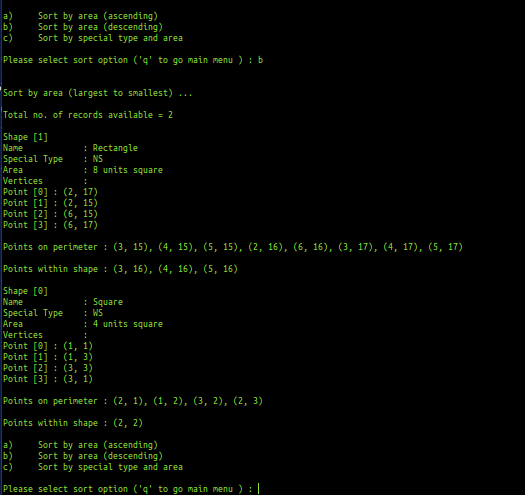 a)     Sort by area (ascending)
b)     Sort by area (descending)
c)     Sort by special type and area
Please select sort option ('q' to go main menu ) : b
Sort by area (largest to smallest) ...
Total no. of records available = 2
Shape [1]
Name            : Rectangle
Special Type    : NS
Area            : 8 units square
Vertices        :
Point [0] : (2, 17)
Point [1] : (2, 15)
Point [2] : (6, 15)
Point [3] : (6, 17)
Points on perimeter : (3, 15), (4, 15), (5, 15), (2, 16), (6, 16), (3, 17), (4, 17), (5, 17)
Points within shape : (3, 16), (4, 16), (5, 16)
Shape [0]
Name            : Square
Special Type    : WS
Area            : 4 units square
Vertices        :
Point [0] : (1, 1)
Point [1] : (1, 3)
Point [2] : (3, 3)
Point [3] : (3, 1)
Points on perimeter : (2, 1), (1, 2), (3, 2), (2, 3)
Points within shape : (2, 2)
a)     Sort by area (ascending)
b)     Sort by area (descending)
c)     Sort by special type and area
Please select sort option ('q' to go main menu ) :